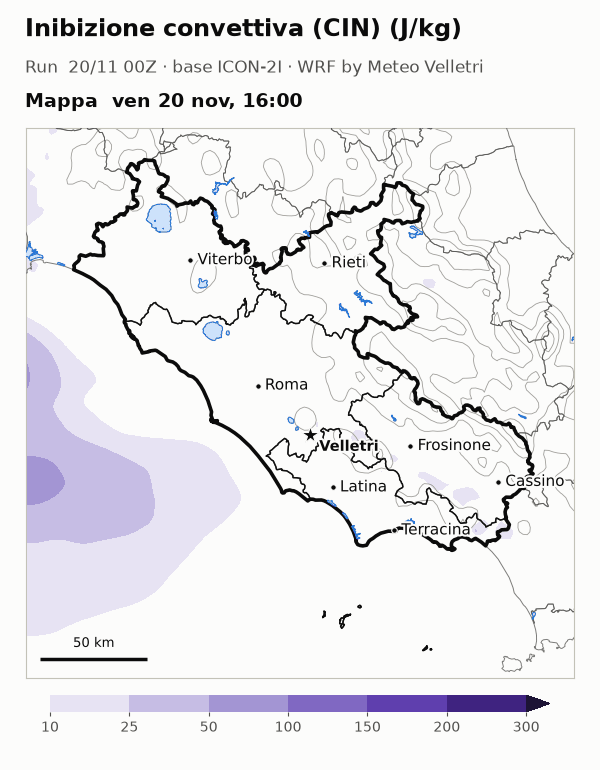 Inibizione convettiva (CIN) (J/kg)
Run  20/11 00Z · base ICON-2I · WRF by Meteo Velletri
Mappa  ven 20 nov, 16:00
Viterbo
Rieti
Roma
Velletri
Frosinone
Latina
Cassino
Terracina
50 km
10 25 50 100 150 200 300